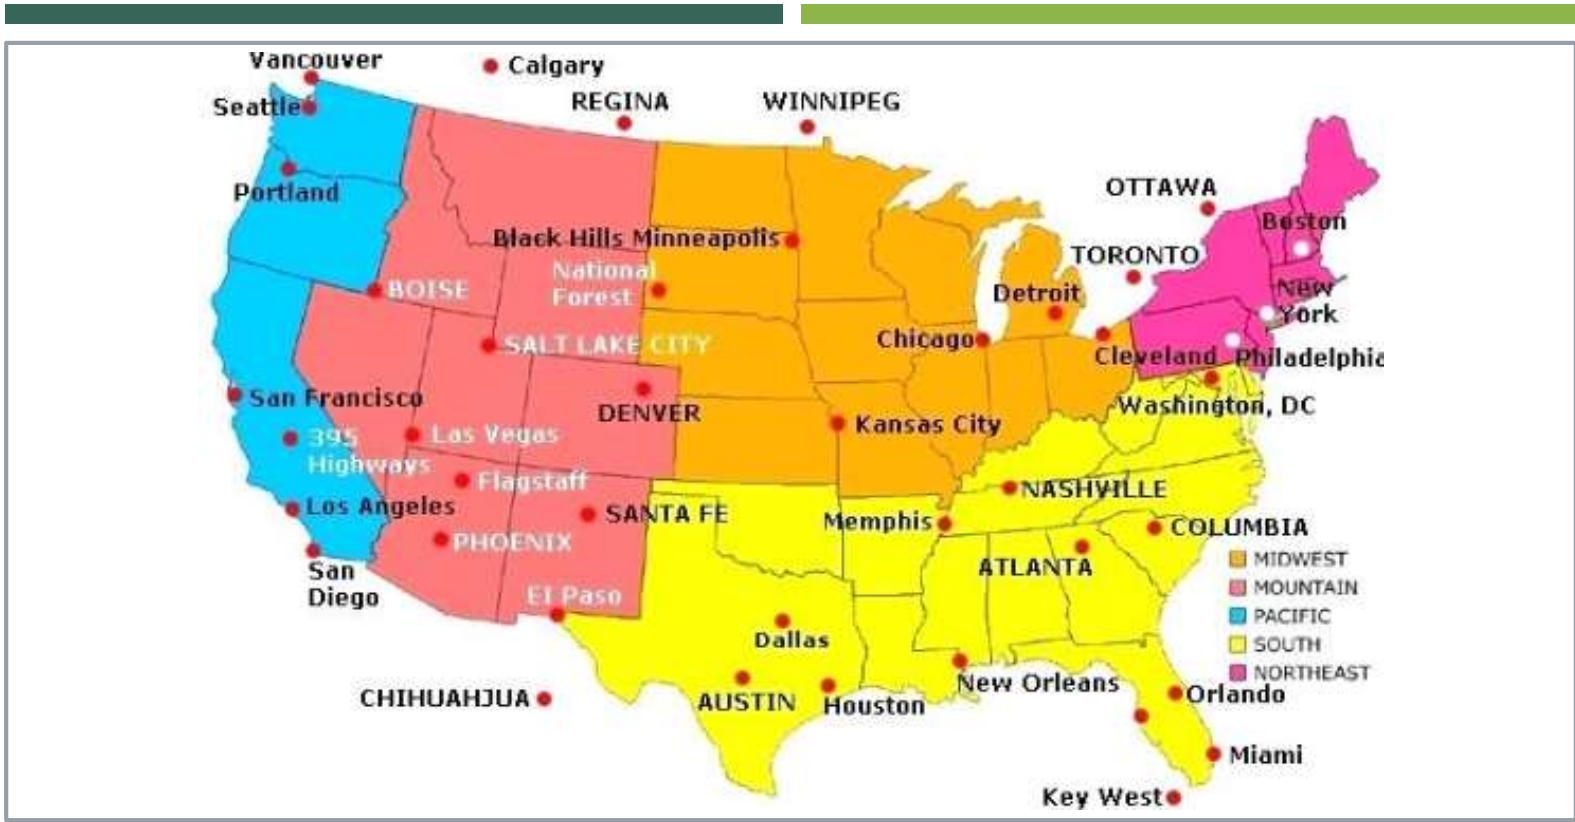 Vancouver
Calgary
REGINA
WINNIPEG
Seattle
Portland
OTTAWA
Boston
Black Hills Minneapolis
National
Forest
TORONTO
BOISE
Detroit
New
York
SALT LAKE CITY
Chicago
Cleveland
Philadelphia
San Francisco
DENVER
Washington, DC
395
Highways
Las Vegas
Kansas City
Flagstaff
NASHVILLE
Los Angeles
SANTA FE
Memphis
COLUMBIA
PHOENIX
ATLANTA
San
Diego
El Paso
MIDWEST
MOUNTAIN
PACIFIC
SOUTH
NORTHEAST
Dallas
CHIHUAHJUA
AUSTIN
Houston
New Orleans
Orlando
Miami
Key West